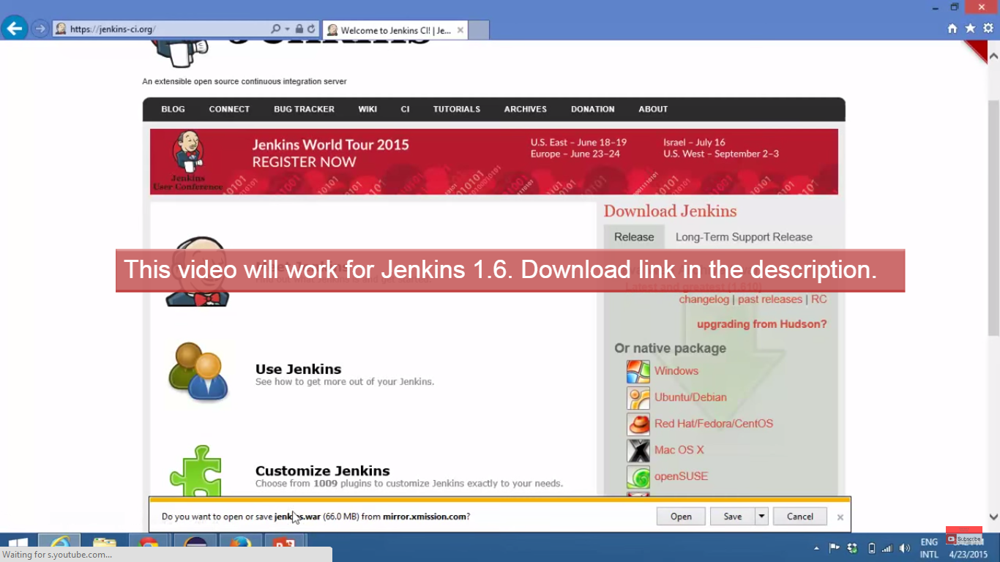 https://jenkins-ci.org/
Welcome to Jenkins CI! | Je...
An extensible open source continuous integration server
BLOG CONNECT BUG TRACKER WIKI CI TUTORIALS ARCHIVES DONATION ABOUT
Jenkins World Tour 2015
REGISTER NOW
U.S. East – June 18–19
Europe – June 23–24
Israel – July 16
U.S. West – September 2–3
Jenkins
User Conference
Download Jenkins
Release Long-Term Support Release
This video will work for Jenkins 1.6. Download link in the description.
Latest and greatest (1.610)
changelog | past releases | RC
upgrading from Hudson?
Or native package
Windows
Ubuntu/Debian
Red Hat/Fedora/CentOS
Mac OS X
openSUSE
Use Jenkins
See how to get more out of your Jenkins.
Customize Jenkins
Choose from 1009 plugins to customize Jenkins exactly to your needs.
Do you want to open or save jenkins.war (66.0 MB) from mirror.xmission.com?
Open Save Cancel
Waiting for s.youtube.com...
ENG
INTL
Subscribe
4/23/2015